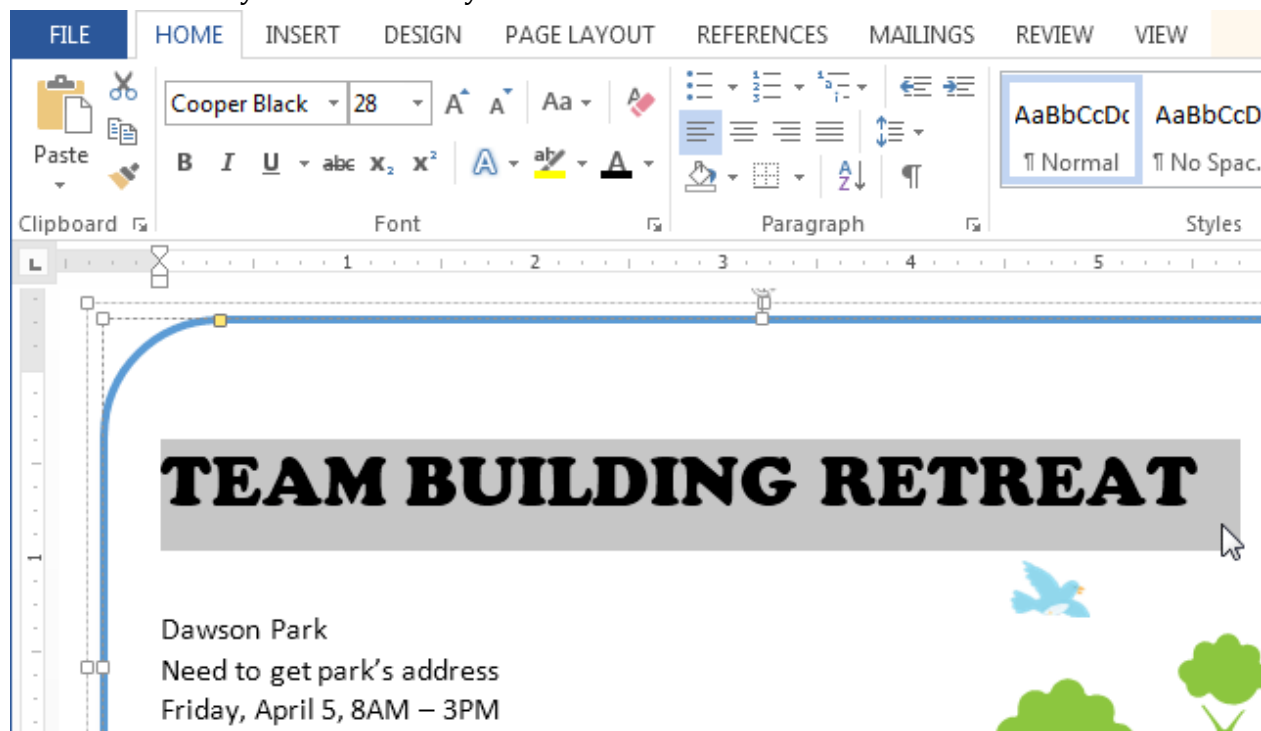 FILE HOME INSERT DESIGN PAGE LAYOUT REFERENCES MAILINGS REVIEW VIEW
Cooper Black 28 A A Aa A
AaBbCcDc AaBbCcD
Paste B I U abc X₂ X² A ab A A Z ¶ ¶ Normal ¶ No Spac.
Clipboard Font Paragraph Styles
L 1 2 3 4 5
TEAM BUILDING RETREAT
1
Dawson Park
Need to get park's address
Friday, April 5, 8AM – 3PM